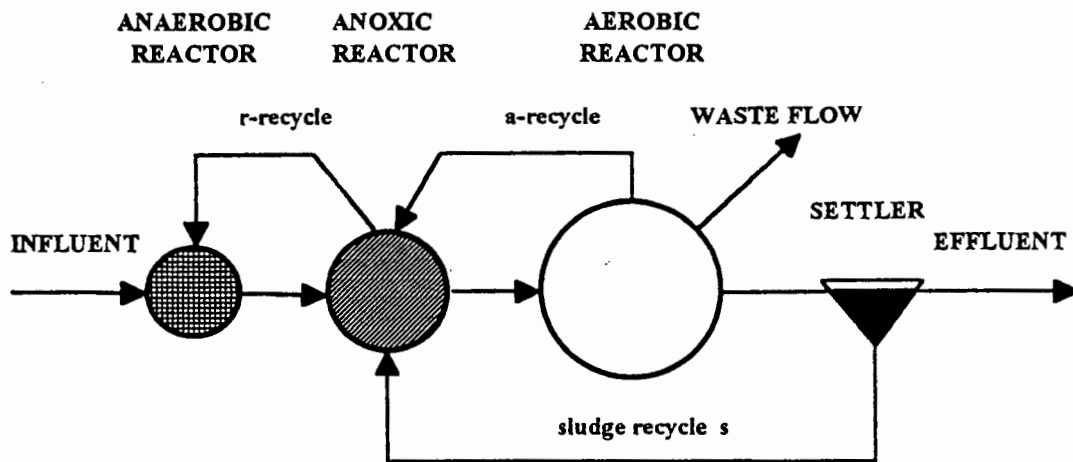 ANAEROBIC
REACTOR
ANOXIC
REACTOR
AEROBIC
REACTOR
r-recycle
a-recycle
WASTE FLOW
SETTLER
INFLUENT
EFFLUENT
sludge recycle s